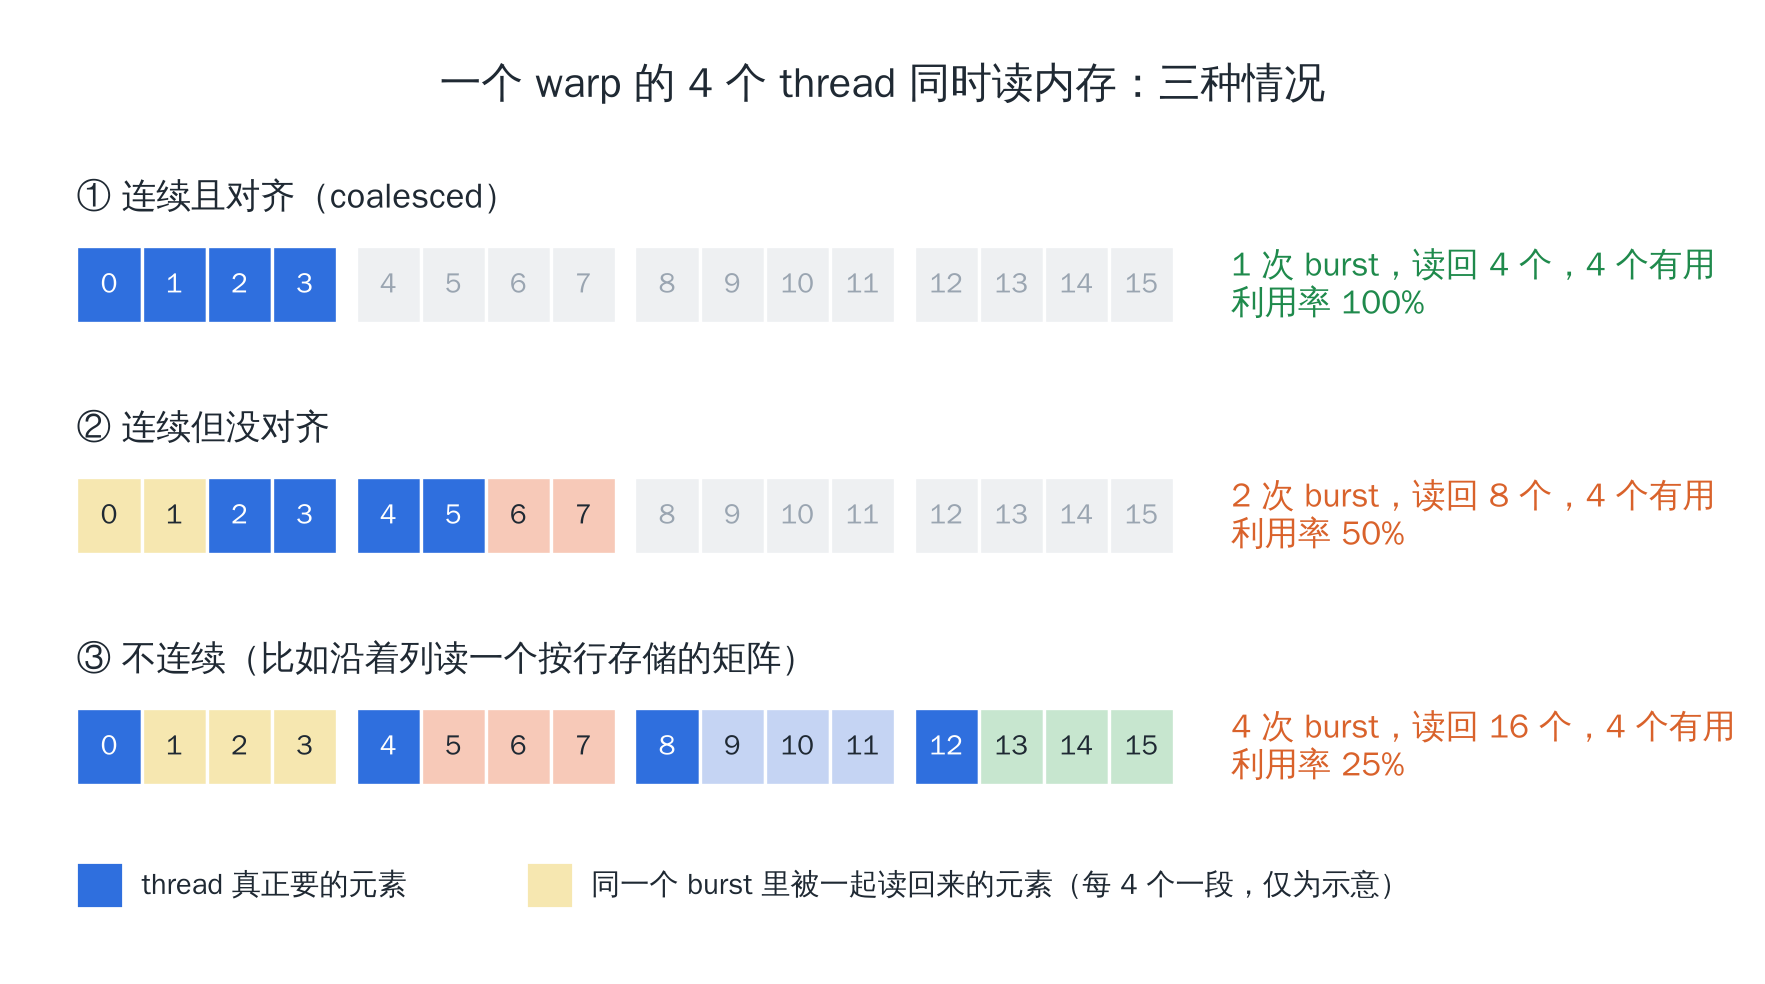 一个 warp 的 4 个 thread 同时读内存：三种情况
① 连续且对齐（coalesced）
0 1 2 3 4 5 6 7 8 9 10 11 12 13 14 15
1 次 burst，读回 4 个，4 个有用
利用率 100%
② 连续但没对齐
0 1 2 3 4 5 6 7 8 9 10 11 12 13 14 15
2 次 burst，读回 8 个，4 个有用
利用率 50%
③ 不连续（比如沿着列读一个按行存储的矩阵）
0 1 2 3 4 5 6 7 8 9 10 11 12 13 14 15
4 次 burst，读回 16 个，4 个有用
利用率 25%
thread 真正要的元素
同一个 burst 里被一起读回来的元素（每 4 个一段，仅为示意）